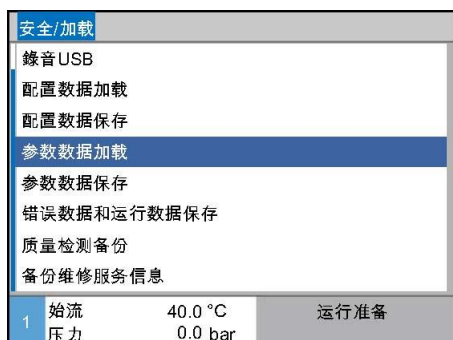 安全/加载
錄音USB
配置数据加载
配置数据保存
参数数据加载
参数数据保存
错误数据和运行数据保存
质量检测备份
备份维修服务信息
1 始流 40.0 °C 运行准备
压力 0.0 bar